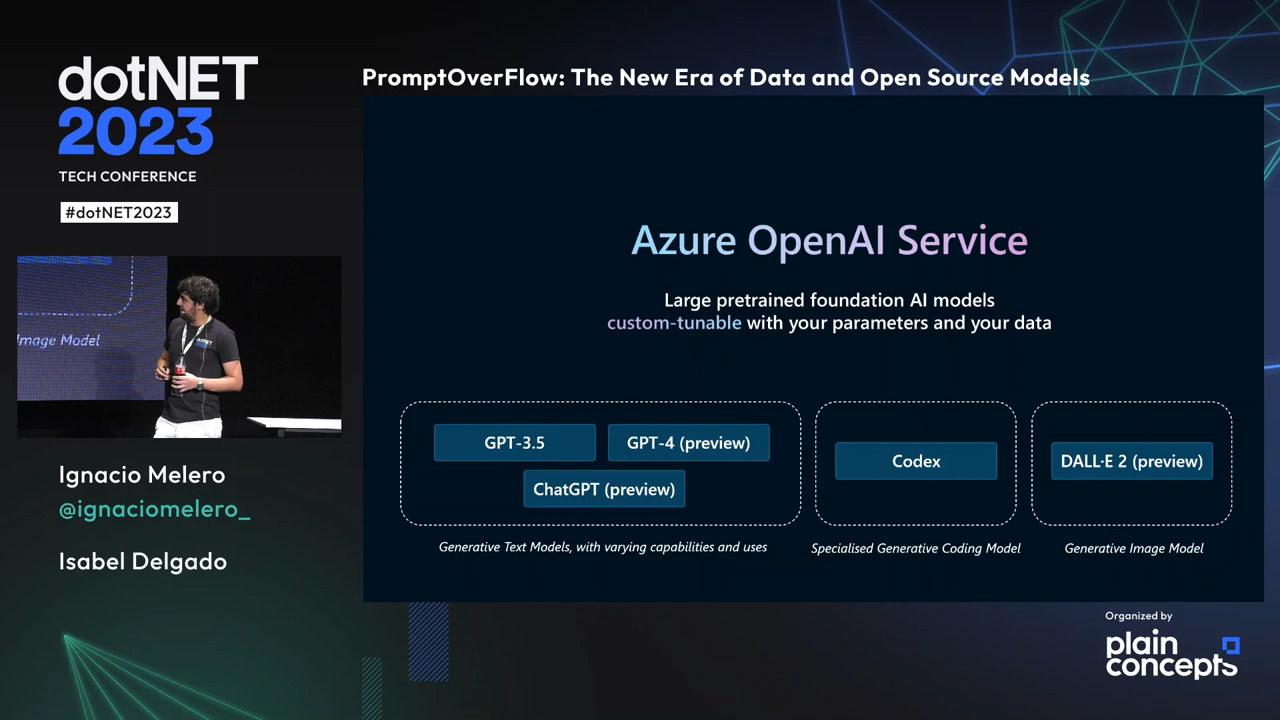 dotNET
2023
TECH CONFERENCE
#dotNET2023
PromptOverFlow: The New Era of Data and Open Source Models
Azure OpenAI Service
Large pretrained foundation AI models
custom-tunable with your parameters and your data
GPT-3.5
GPT-4 (preview)
ChatGPT (preview)
Codex
DALL·E 2 (preview)
Generative Text Models, with varying capabilities and uses
Specialised Generative Coding Model
Generative Image Model
Image Model
dotNET
2023
Ignacio Melero
@ignaciomelero_
Isabel Delgado
Organized by
plain
concepts